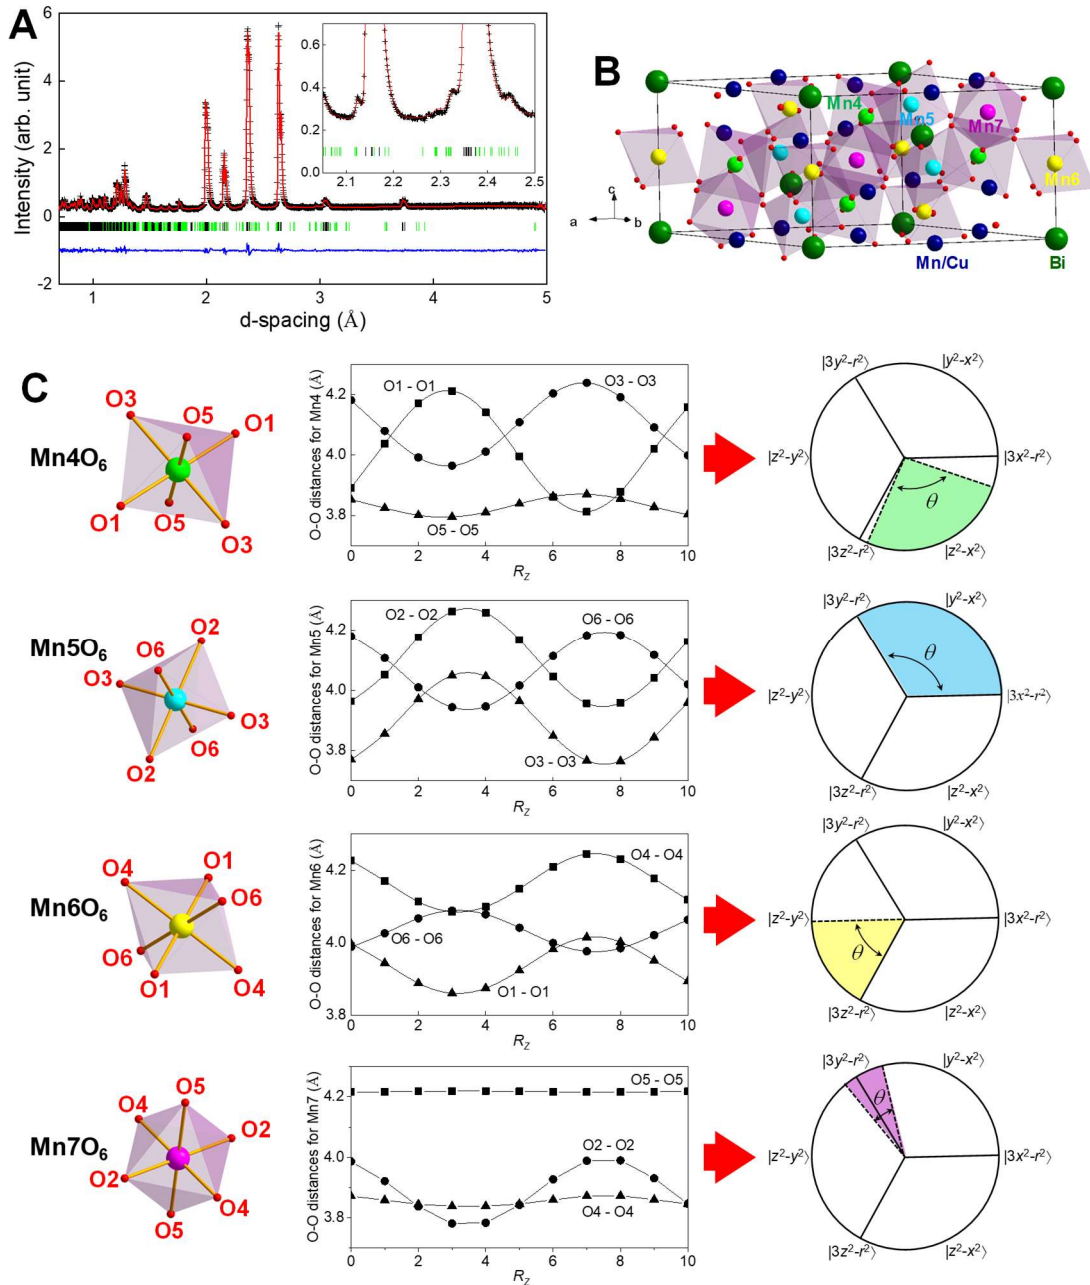 A
Intensity (arb. unit)
6
4
2
0
-2
1
2
3
4
5
d-spacing (Å)
0.6
0.4
0.2
0.0
2.1
2.2
2.3
2.4
2.5
B
Mn4
Mn5
Mn7
Mn6
c
a
b
Mn/Cu
Bi
C
Mn4O6
O3
O5
O1
O1
O5
O3
O-O distances for Mn4 (Å)
4.2
4.0
3.8
O1 - O1
O3 - O3
O5 - O5
0 2 4 6 8 10
RZ
|3y²-r²⟩
|y²-x²⟩
|z²-y²⟩
|3x²-r²⟩
θ
|3z²-r²⟩
|z²-x²⟩
Mn5O6
O2
O6
O3
O3
O6
O2
O-O distances for Mn5 (Å)
4.2
4.0
3.8
O2 - O2
O6 - O6
O3 - O3
0 2 4 6 8 10
RZ
|3y²-r²⟩
|y²-x²⟩
θ
|z²-y²⟩
|3x²-r²⟩
|3z²-r²⟩
|z²-x²⟩
Mn6O6
O1
O4
O6
O6
O1
O4
O-O distances for Mn6 (Å)
4.2
4.0
3.8
O4 - O4
O6 - O6
O1 - O1
0 2 4 6 8 10
RZ
|3y²-r²⟩
|y²-x²⟩
|z²-y²⟩
|3x²-r²⟩
θ
|3z²-r²⟩
|z²-x²⟩
Mn7O6
O5
O4
O2
O2
O4
O5
O-O distances for Mn7 (Å)
4.2
4.0
3.8
O5 - O5
O2 - O2
O4 - O4
0 2 4 6 8 10
RZ
|3y²-r²⟩
|y²-x²⟩
θ
|z²-y²⟩
|3x²-r²⟩
|3z²-r²⟩
|z²-x²⟩